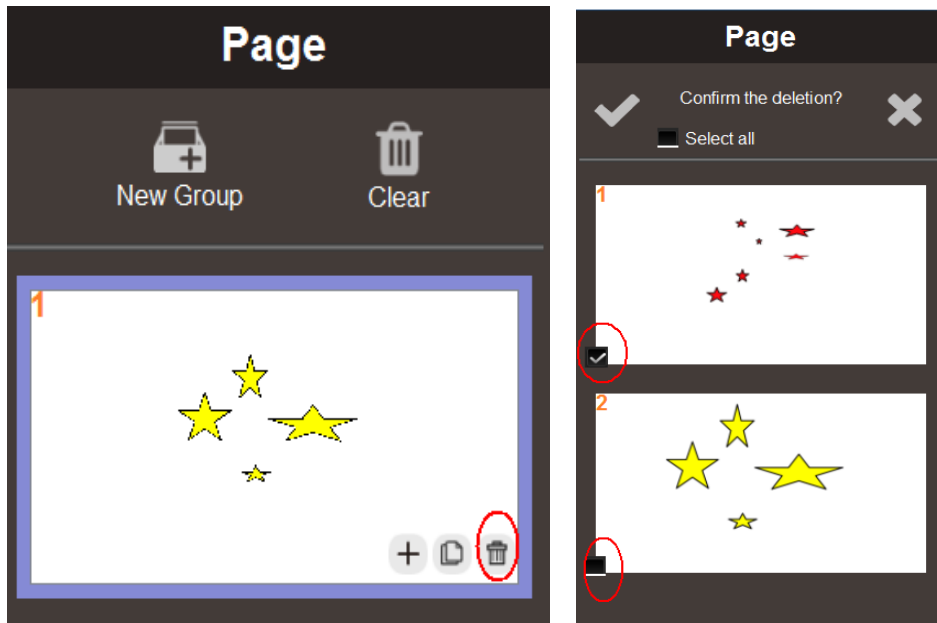 Page
New Group
Clear
1
Page
Confirm the deletion?
Select all
1
2